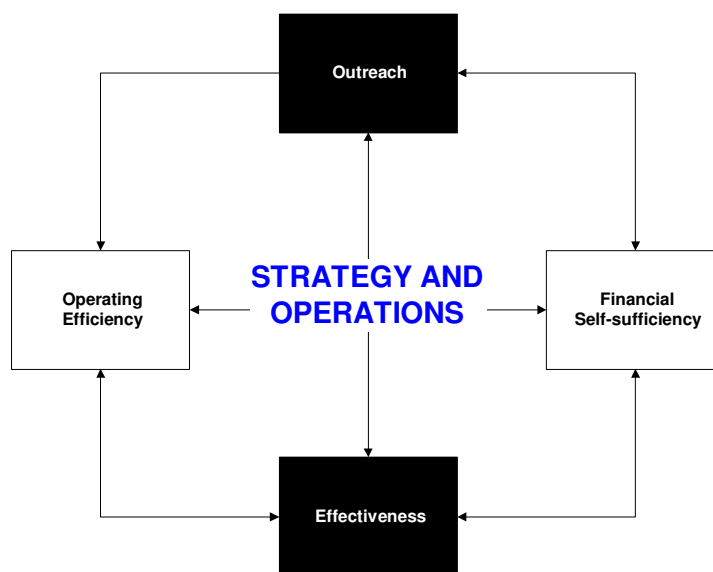 Outreach
STRATEGY AND
OPERATIONS
Operating
Efficiency
Financial
Self-sufficiency
Effectiveness